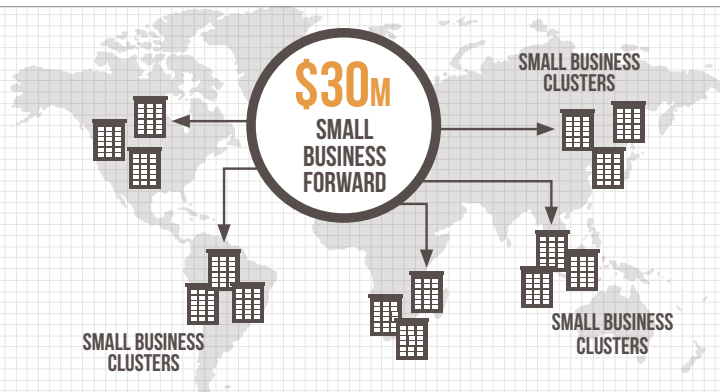 $30M
SMALL
BUSINESS
FORWARD
SMALL BUSINESS
CLUSTERS
SMALL BUSINESS
CLUSTERS
SMALL BUSINESS
CLUSTERS